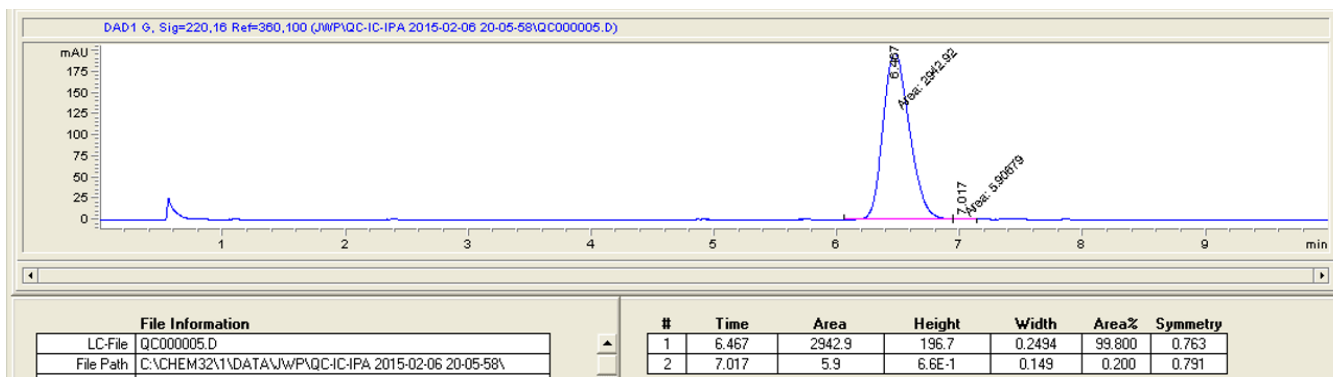 DAD1 G, Sig=220,16 Ref=360,100 (JWP\QC-IC-IPA 2015-02-06 20-05-58\QC000005.D)
mAU
175
150
125
100
75
50
25
0
6.467
Area: 2942.92
7.017
Area: 5.90679
1 2 3 4 5 6 7 8 9 min
File Information
LC-File QC000005.D
File Path C:\CHEM32\1\DATA\JWP\QC-IC-IPA 2015-02-06 20-05-58\
# Time Area Height Width Area% Symmetry
1 6.467 2942.9 196.7 0.2494 99.800 0.763
2 7.017 5.9 6.6E-1 0.149 0.200 0.791